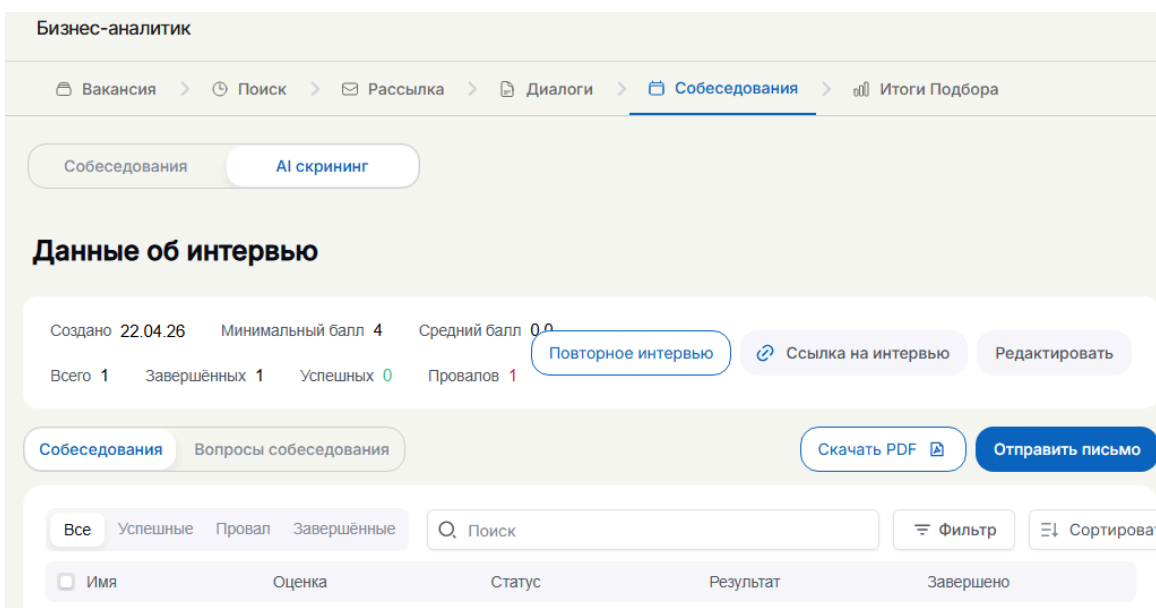 Бизнес-аналитик
Вакансия > Поиск > Рассылка > Диалоги > Собеседования > Итоги Подбора
Собеседования AI скрининг
Данные об интервью
Создано 22.04.26 Минимальный балл 4 Средний балл 0.0
Повторное интервью Ссылка на интервью Редактировать
Всего 1 Завершённых 1 Успешных 0 Провалов 1
Собеседования Вопросы собеседования Скачать PDF Отправить письмо
Все Успешные Провал Завершённые Поиск Фильтр Сортироват
Имя Оценка Статус Результат Завершено